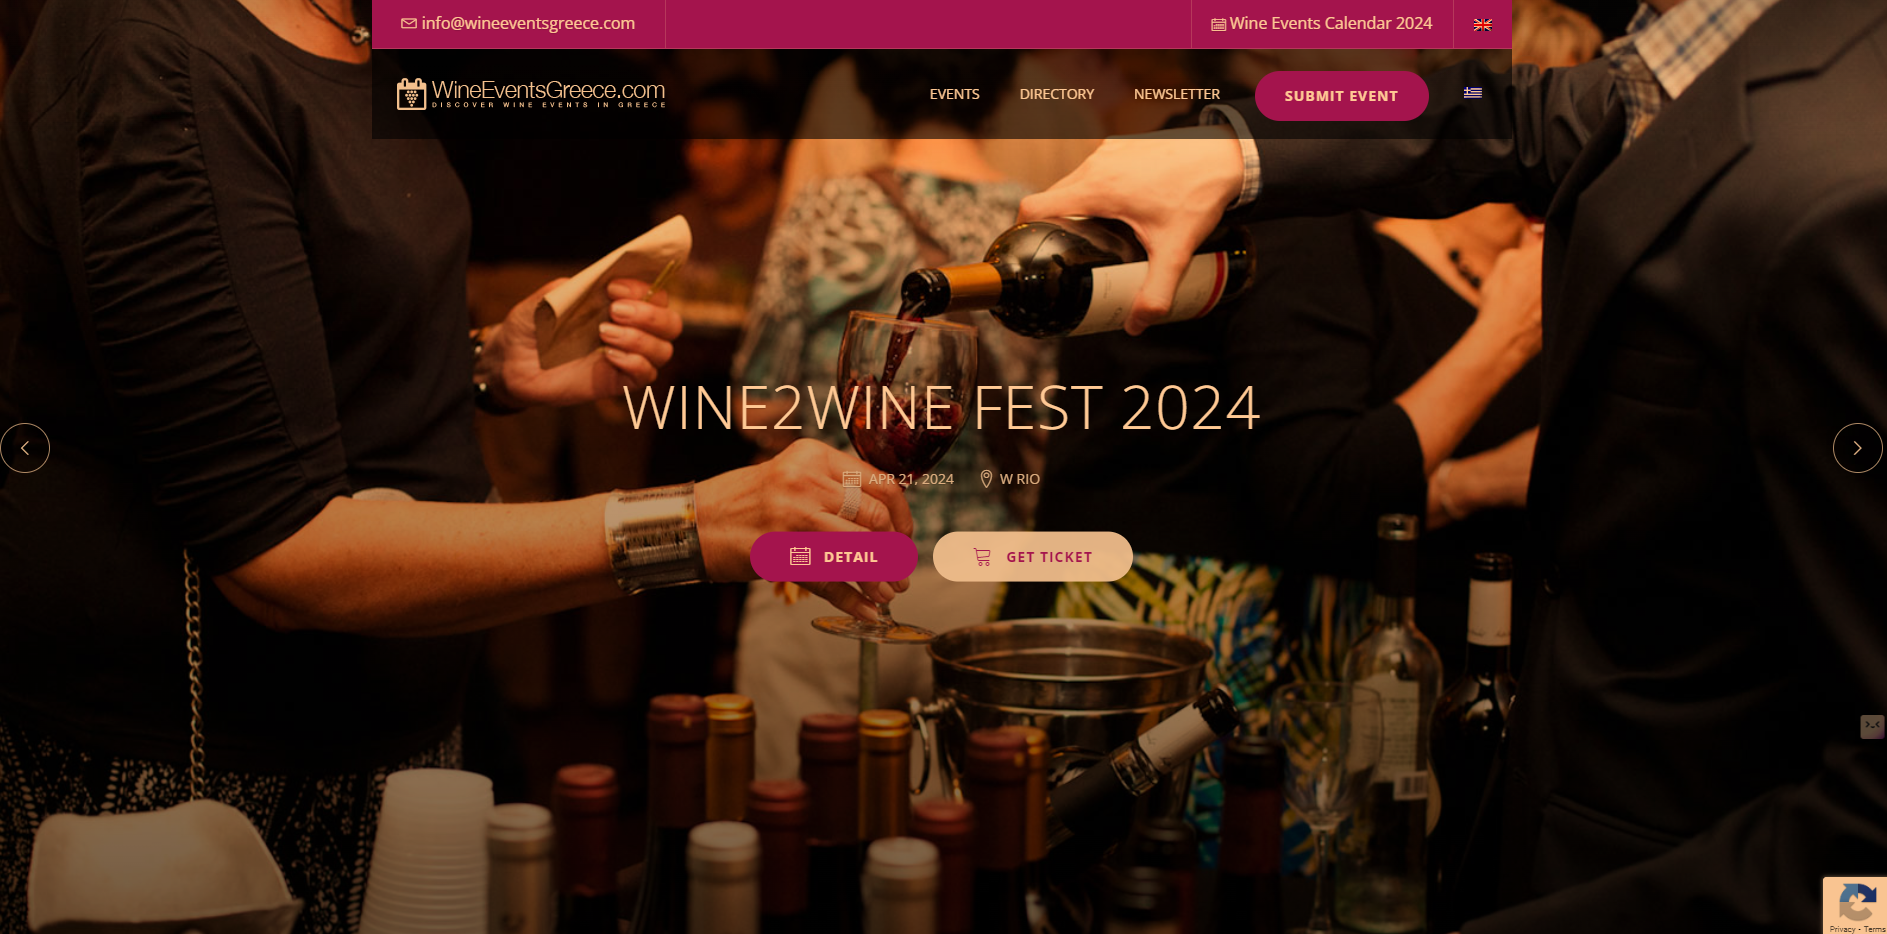 info@wineeventsgreece.com
Wine Events Calendar 2024
WineEventsGreece.com
DISCOVER WINE EVENTS IN GREECE
EVENTS
DIRECTORY
NEWSLETTER
SUBMIT EVENT
WINE2WINE FEST 2024
APR 21, 2024
W RIO
DETAIL
GET TICKET
Privacy - Terms